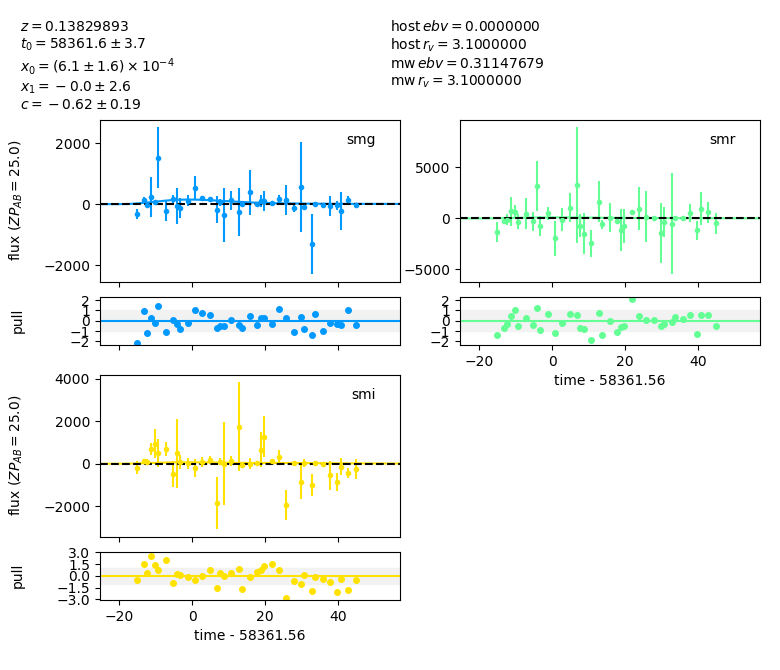 z = 0.13829893
t₀ = 58361.6 ± 3.7
x₀ = (6.1 ± 1.6) × 10⁻⁴
x₁ = −0.0 ± 2.6
c = −0.62 ± 0.19
host ebv = 0.0000000
host r_v = 3.1000000
mw ebv = 0.31147679
mw r_v = 3.1000000
smg
flux (ZP_AB = 25.0)
2000
0
−2000
smr
5000
0
−5000
pull
2
1
0
−1
−2
2
1
0
−1
−2
−20
0
20
40
time - 58361.56
smi
flux (ZP_AB = 25.0)
4000
2000
0
−2000
pull
3.0
1.5
0.0
−1.5
−3.0
−20
0
20
40
time - 58361.56